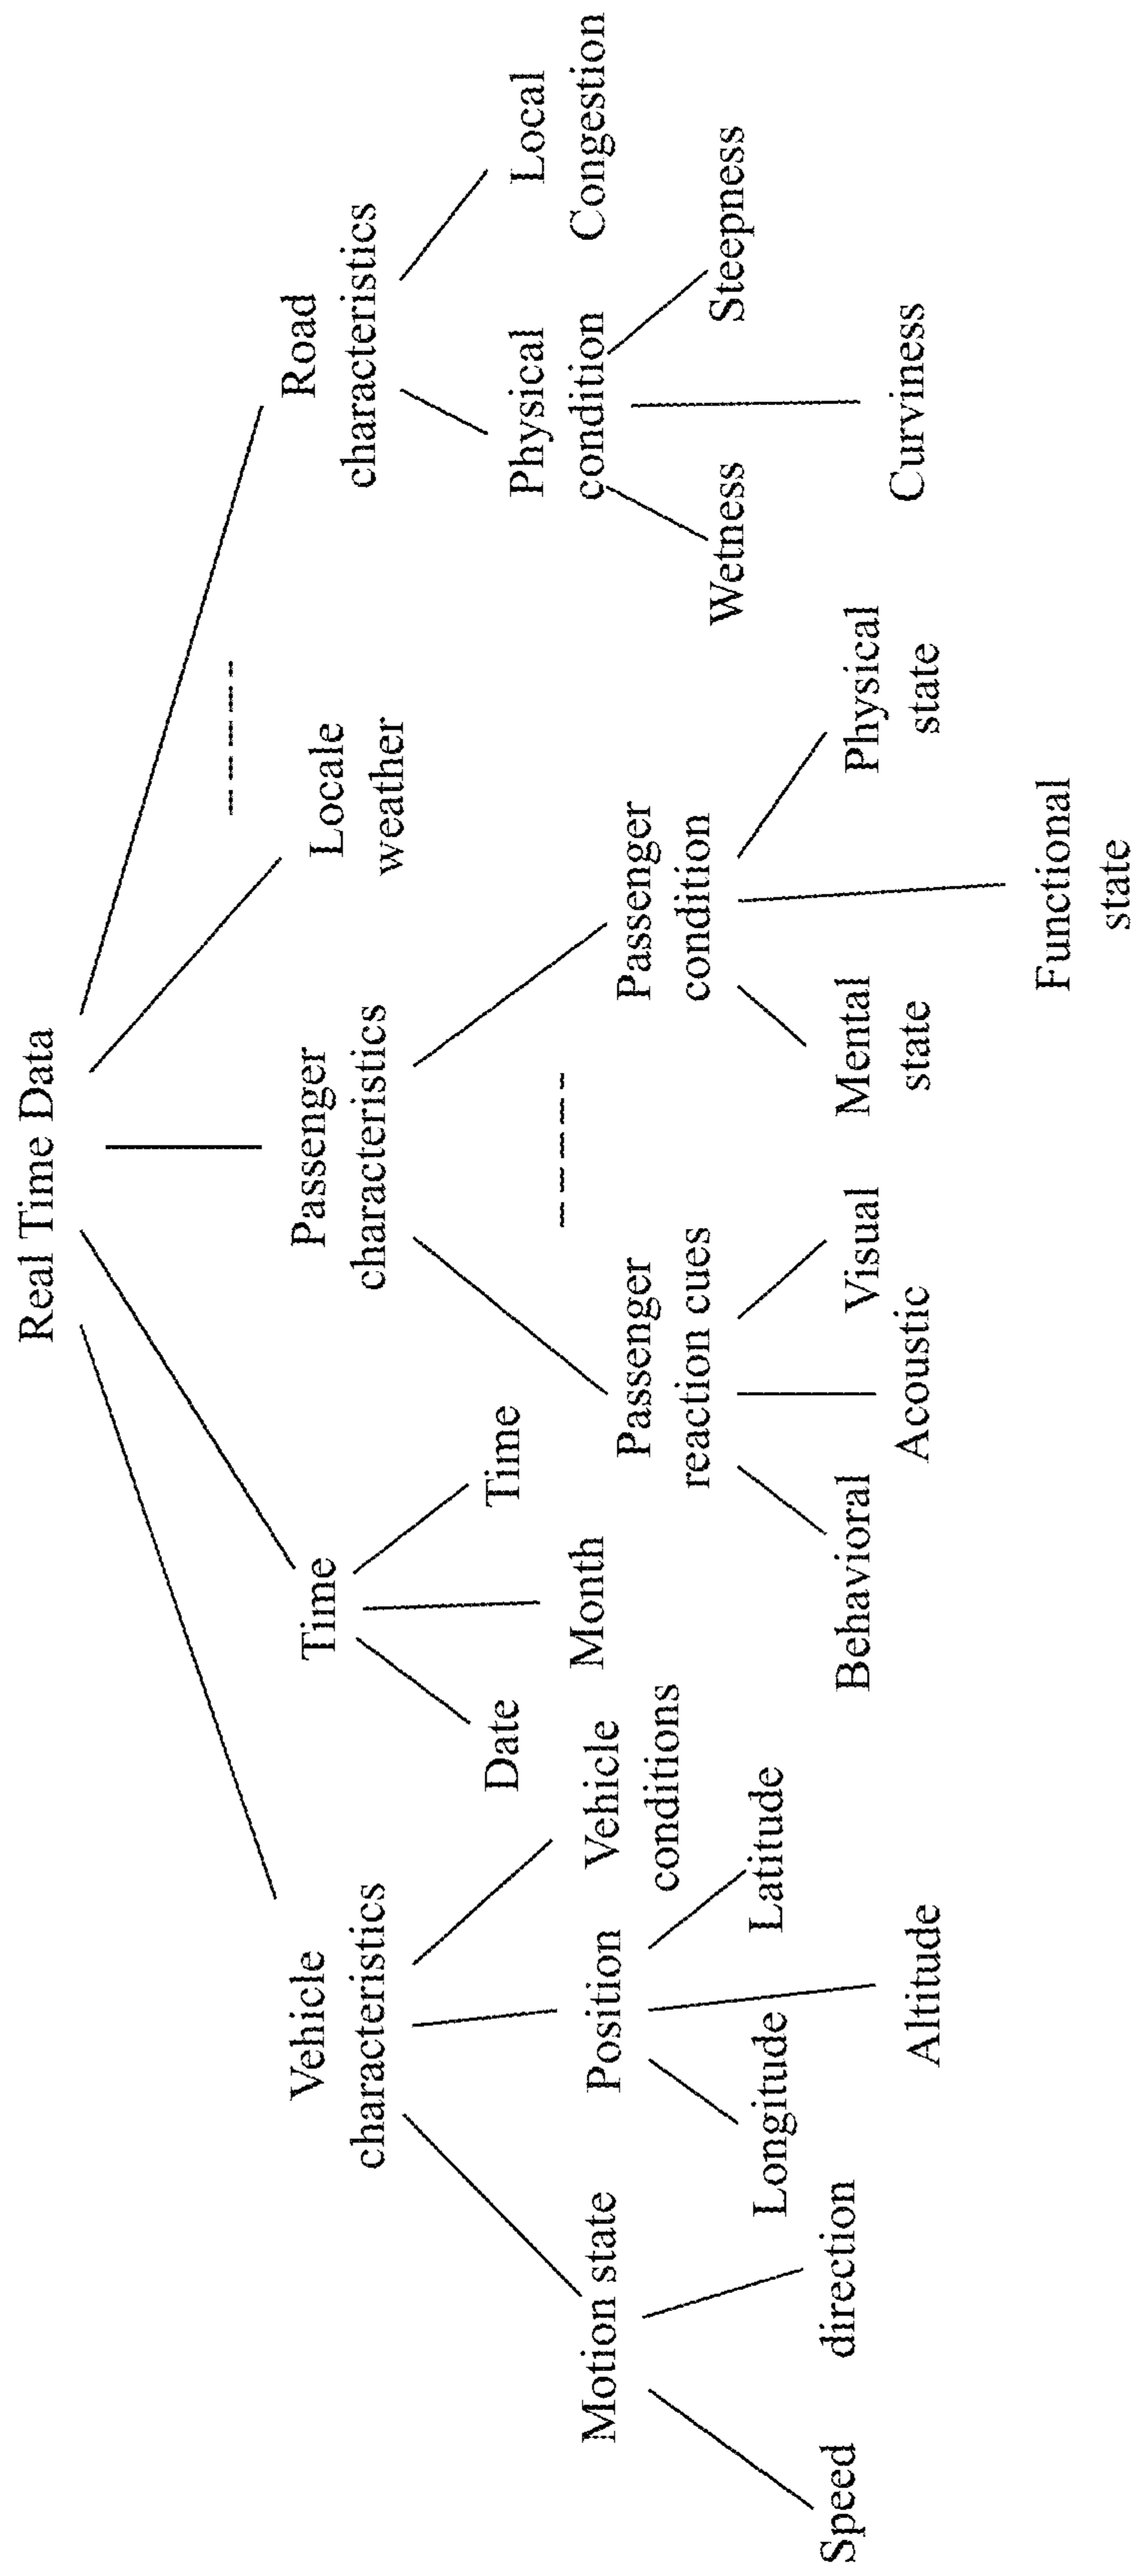 Real Time Data
Vehicle
characteristics
Time
Passenger
characteristics
Locale
weather
Road
characteristics
Motion state
Position
Vehicle
conditions
Date
Month
Time
Passenger
reaction cues
Passenger
condition
Physical
condition
Local
Congestion
Speed
direction
Longitude
Altitude
Latitude
Behavioral
Acoustic
Visual
Mental
state
Functional
state
Physical
state
Wetness
Curviness
Steepness